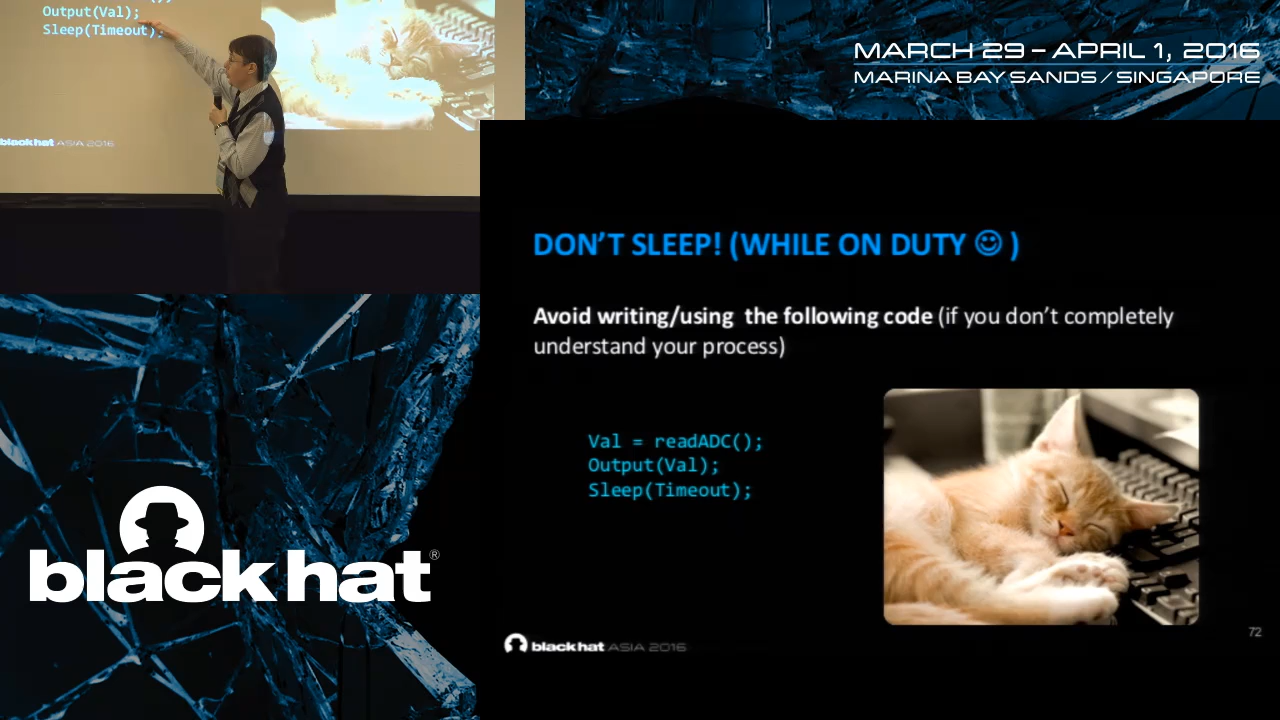 Output(Val);
Sleep(Timeout);
black hat ASIA 2016
MARCH 29 – APRIL 1, 2016
MARINA BAY SANDS / SINGAPORE
DON'T SLEEP! (WHILE ON DUTY ☺ )
Avoid writing/using the following code (if you don't completely
understand your process)
Val = readADC();
Output(Val);
Sleep(Timeout);
black hat ®
black hat ASIA 2016
72